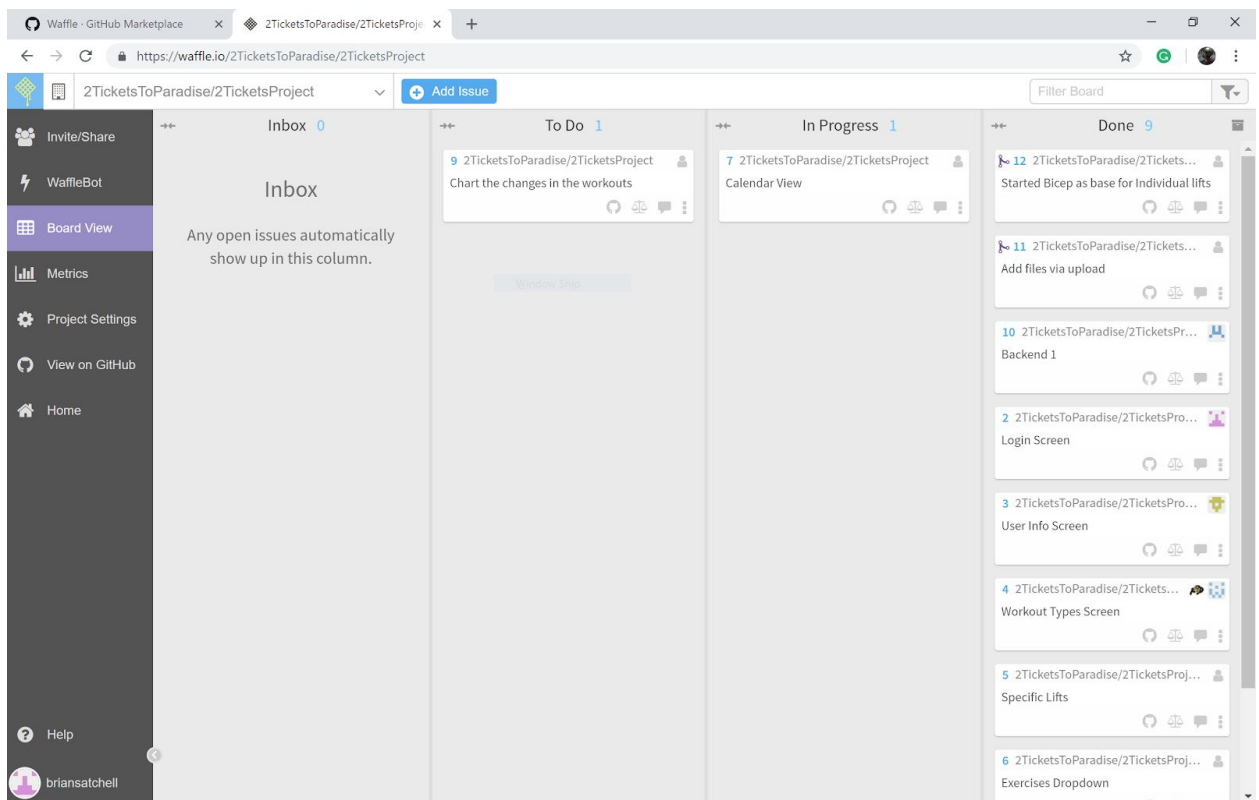 Waffle · GitHub Marketplace
2TicketsToParadise/2TicketsProje
https://waffle.io/2TicketsToParadise/2TicketsProject
2TicketsToParadise/2TicketsProject
Add Issue
Filter Board
Invite/Share
WaffleBot
Board View
Metrics
Project Settings
View on GitHub
Home
Help
briansatchell
Inbox 0
Inbox
Any open issues automatically
show up in this column.
To Do 1
9 2TicketsToParadise/2TicketsProject
Chart the changes in the workouts
Window Snip
In Progress 1
7 2TicketsToParadise/2TicketsProject
Calendar View
Done 9
12 2TicketsToParadise/2Tickets...
Started Bicep as base for Individual lifts
11 2TicketsToParadise/2Tickets...
Add files via upload
10 2TicketsToParadise/2TicketsPr...
Backend 1
2 2TicketsToParadise/2TicketsPro...
Login Screen
3 2TicketsToParadise/2TicketsPro...
User Info Screen
4 2TicketsToParadise/2Tickets...
Workout Types Screen
5 2TicketsToParadise/2TicketsProj...
Specific Lifts
6 2TicketsToParadise/2TicketsProj...
Exercises Dropdown